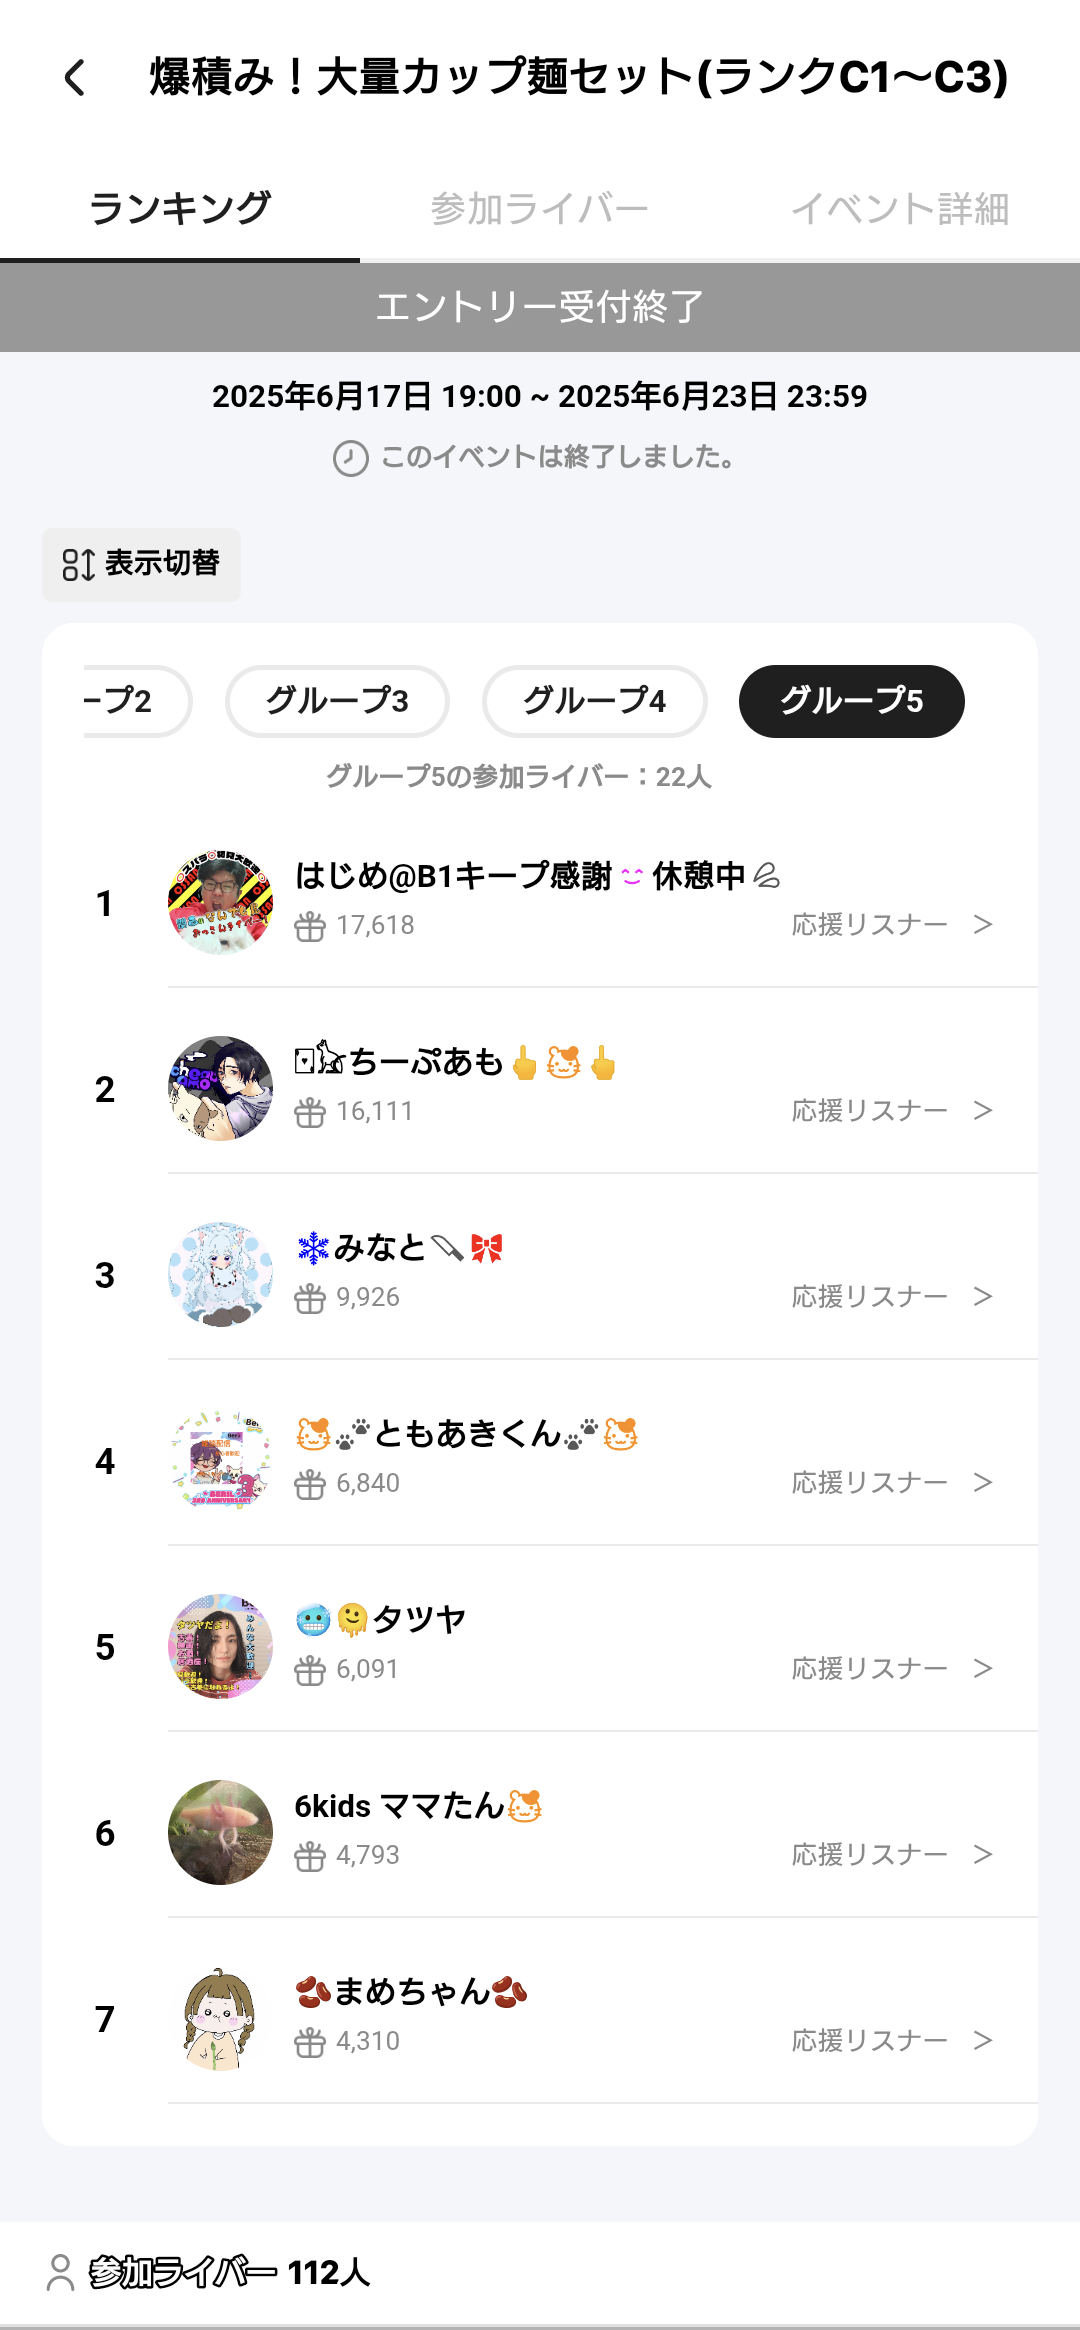 爆積み！大量カップ麺セット(ランクC1〜C3)
ランキング 参加ライバー イベント詳細
エントリー受付終了
2025年6月17日 19:00 ~ 2025年6月23日 23:59
このイベントは終了しました。
表示切替
ープ2 グループ3 グループ4 グループ5
グループ5の参加ライバー：22人
1 はじめ@B1キープ感謝 休憩中
17,618 応援リスナー >
2 ちーぷあも🖕🐹🖕
16,111 応援リスナー >
3 ❄みなと🔪🎀
9,926 応援リスナー >
4 🐹🐾ともあきくん🐾🐹
6,840 応援リスナー >
5 🥶🫠タツヤ
6,091 応援リスナー >
6 6kids ママたん🐹
4,793 応援リスナー >
7 🫘まめちゃん🫘
4,310 応援リスナー >
参加ライバー 112人